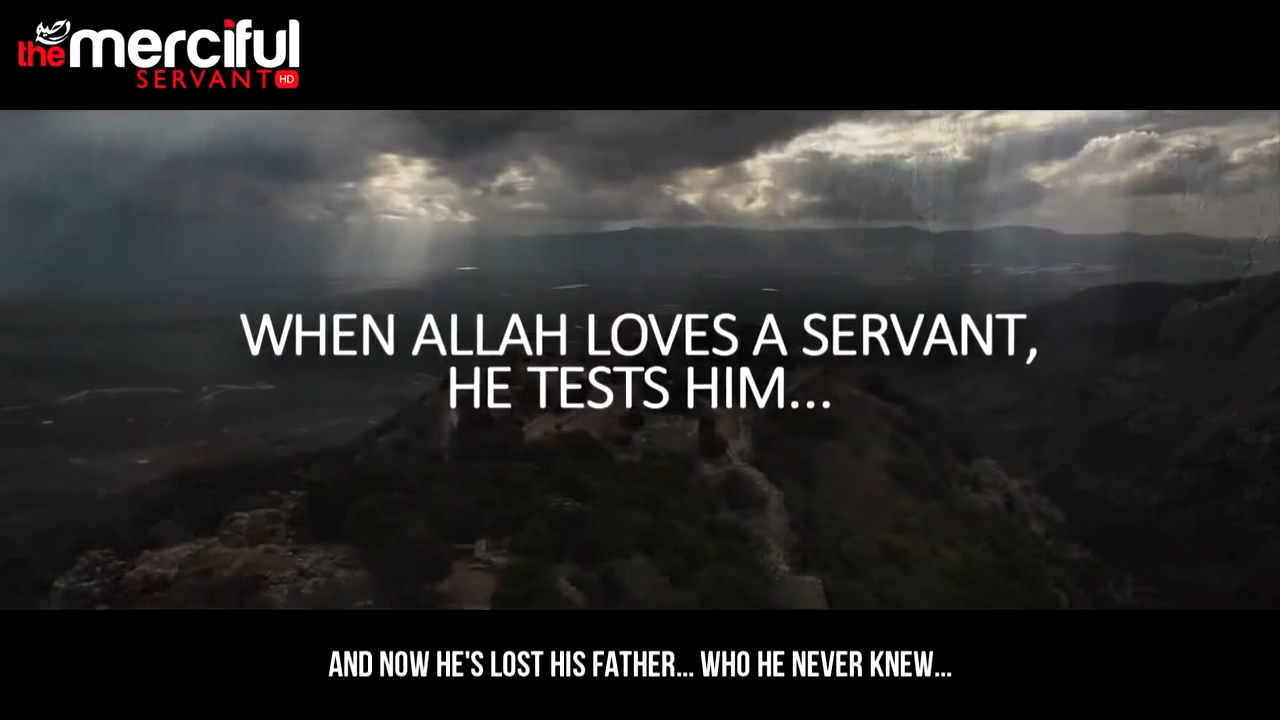 the merciful
SERVANT HD
WHEN ALLAH LOVES A SERVANT,
HE TESTS HIM...
AND NOW HE'S LOST HIS FATHER... WHO HE NEVER KNEW...